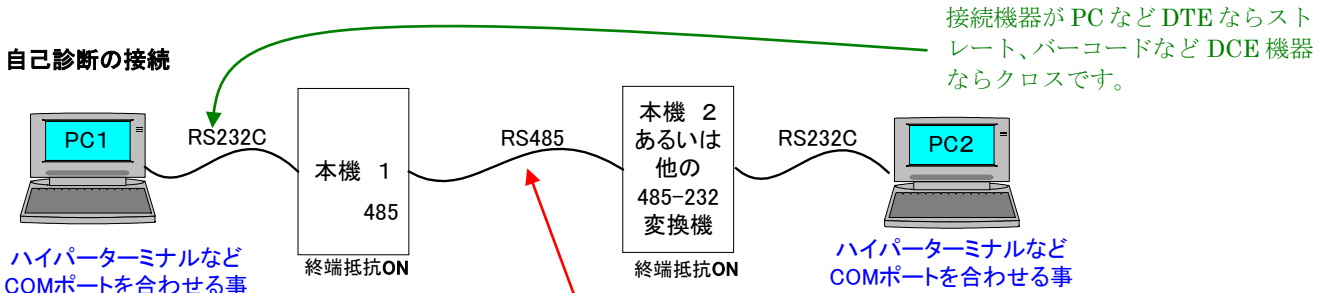 接続機器が PC など DTE ならスト
レート、バーコードなど DCE 機器
ならクロスです。
自己診断の接続
PC1
RS232C
本機 1
485
終端抵抗ON
RS485
本機 2
あるいは
他の
485-232
変換機
終端抵抗ON
RS232C
PC2
ハイパーターミナルなど
COMポートを合わせる事
ハイパーターミナルなど
COMポートを合わせる事